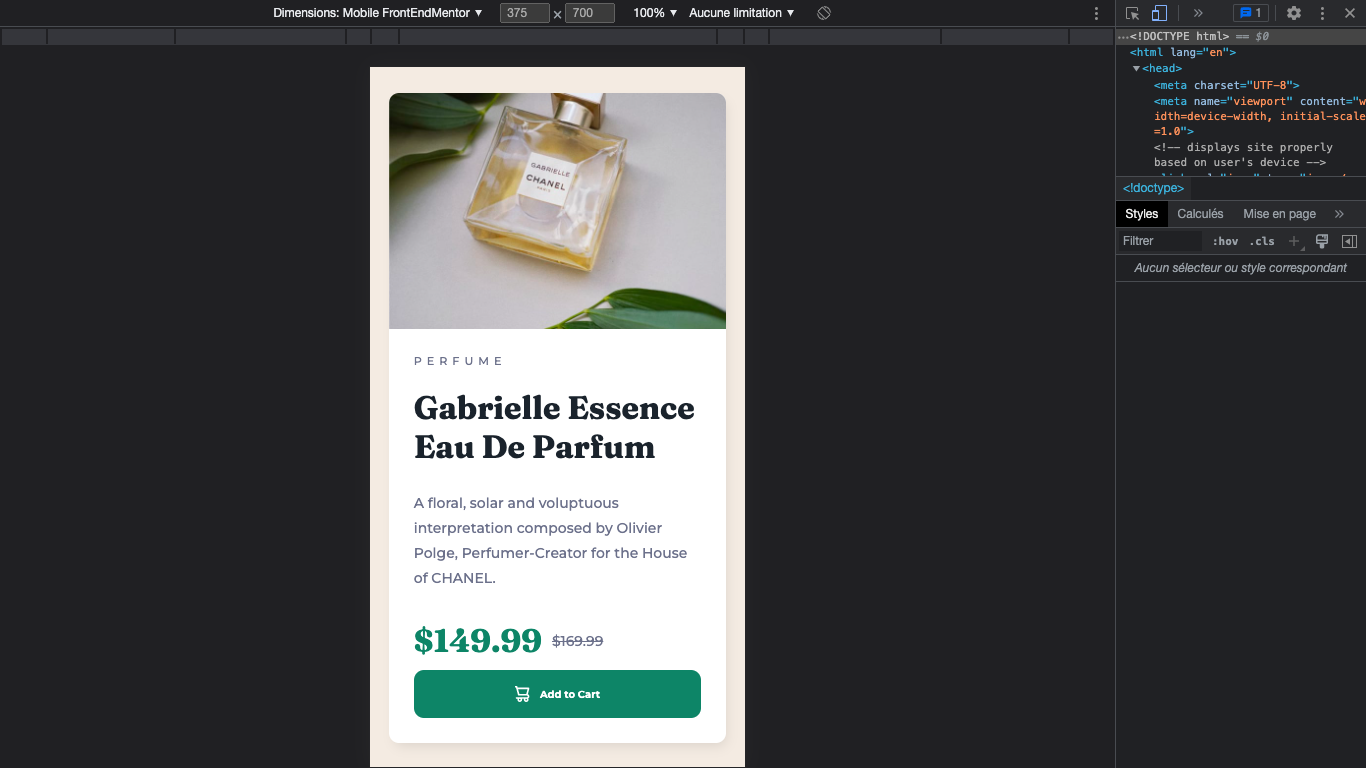 Dimensions: Mobile FrontEndMentor ▼ 375 × 700 100% ▼ Aucune limitation ▼
1
<!DOCTYPE html> == $0
<html lang="en">
<head>
<meta charset="UTF-8">
<meta name="viewport" content="w
idth=device-width, initial-scale
=1.0">
<!-- displays site properly
based on user's device -->
<!doctype>
Styles Calculés Mise en page
Filtrer :hov .cls
Aucun sélecteur ou style correspondant
GABRIELLE
CHANEL
PARIS
PERFUME
Gabrielle Essence
Eau De Parfum
A floral, solar and voluptuous
interpretation composed by Olivier
Polge, Perfumer-Creator for the House
of CHANEL.
$149.99 $169.99
Add to Cart